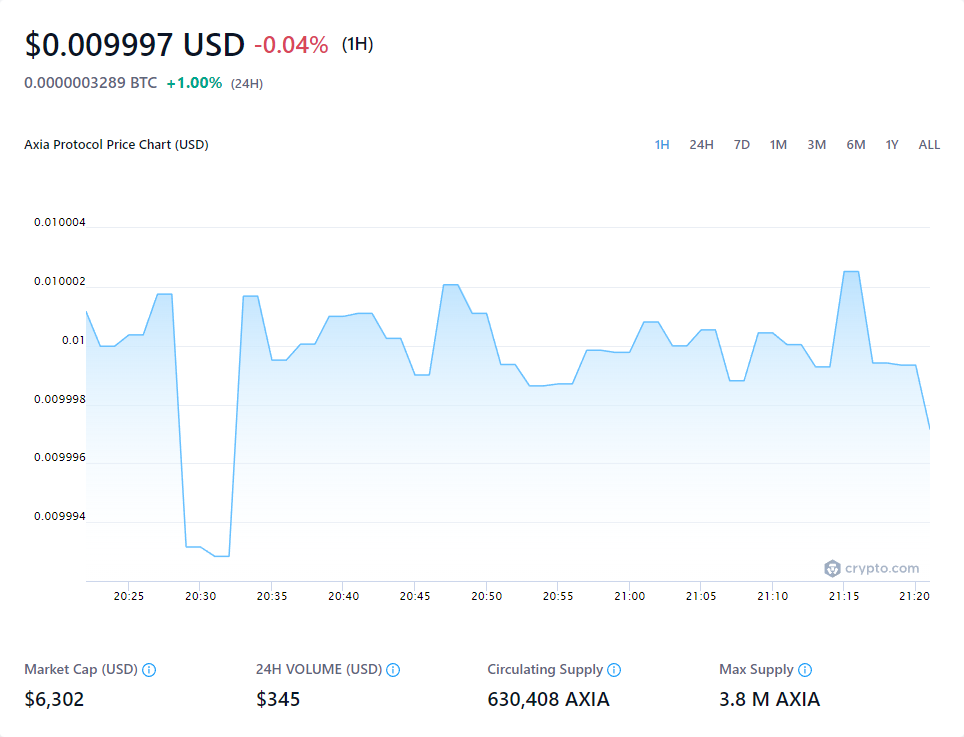 $0.009997 USD -0.04% (1H)
0.0000003289 BTC +1.00% (24H)
Axia Protocol Price Chart (USD) 1H 24H 7D 1M 3M 6M 1Y ALL
0.010004
0.010002
0.01
0.009998
0.009996
0.009994
crypto.com
20:25 20:30 20:35 20:40 20:45 20:50 20:55 21:00 21:05 21:10 21:15 21:20
Market Cap (USD) 24H VOLUME (USD) Circulating Supply Max Supply
$6,302 $345 630,408 AXIA 3.8 M AXIA